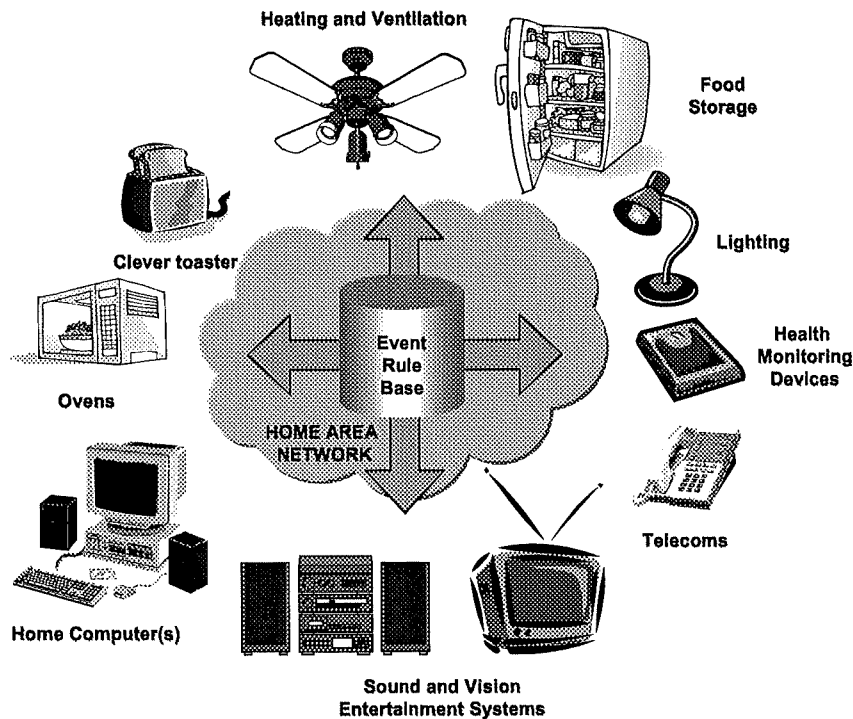 Heating and Ventilation
Food
Storage
Clever toaster
Lighting
Event
Rule
Base
Health
Monitoring
Devices
Ovens
HOME AREA
NETWORK
Telecoms
Home Computer(s)
Sound and Vision
Entertainment Systems